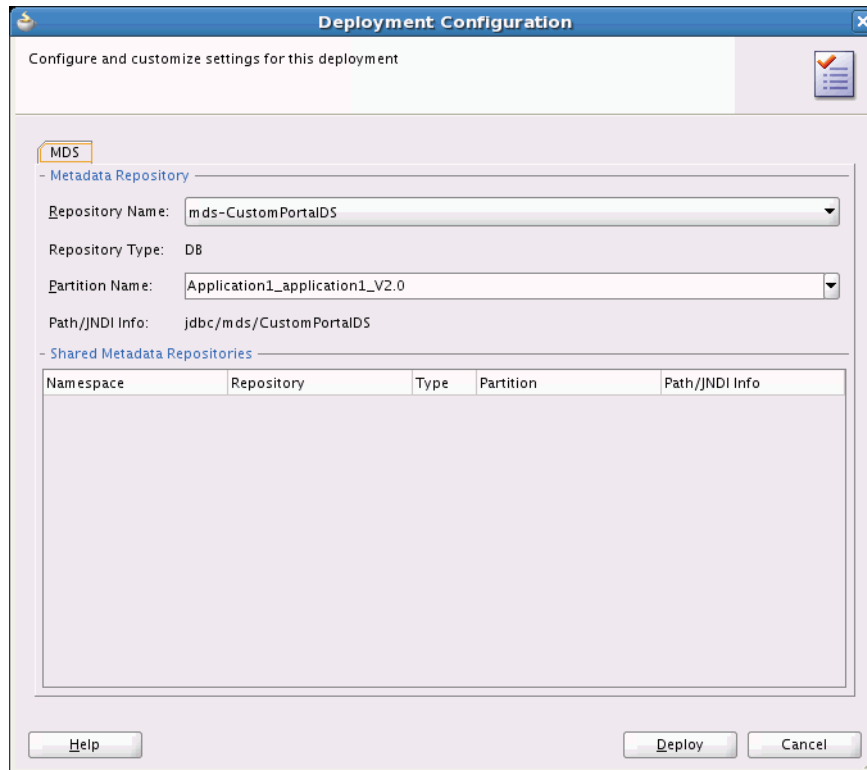 Deployment Configuration
Configure and customize settings for this deployment
MDS
Metadata Repository
Repository Name: mds-CustomPortalDS
Repository Type: DB
Partition Name: Application1_application1_V2.0
Path/JNDI Info: jdbc/mds/CustomPortalDS
Shared Metadata Repositories
Namespace Repository Type Partition Path/JNDI Info
Help Deploy Cancel